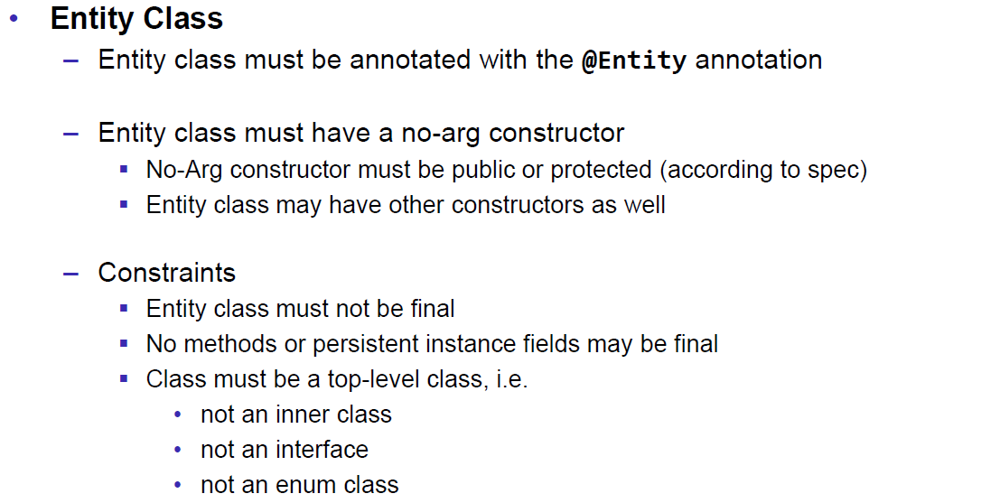 • Entity Class
– Entity class must be annotated with the @Entity annotation
– Entity class must have a no-arg constructor
▪ No-Arg constructor must be public or protected (according to spec)
▪ Entity class may have other constructors as well
– Constraints
▪ Entity class must not be final
▪ No methods or persistent instance fields may be final
▪ Class must be a top-level class, i.e.
• not an inner class
• not an interface
• not an enum class